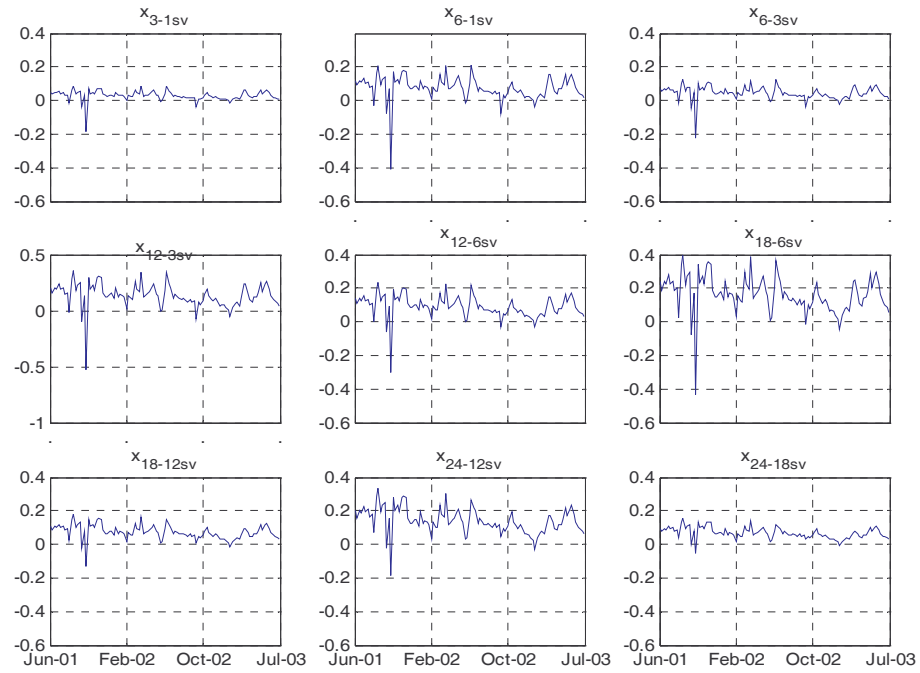 x3-1sv x6-1sv x6-3sv
0.4 0.4 0.4
0.2 0.2 0.2
0 0 0
-0.2 -0.2 -0.2
-0.4 -0.4 -0.4
-0.6 -0.6 -0.6
x12-3sv x12-6sv x18-6sv
0.5 0.4 0.4
0.2 0.2
0 0 0
-0.2 -0.2
-0.5 -0.4 -0.4
-1 -0.6 -0.6
x18-12sv x24-12sv x24-18sv
0.4 0.4 0.4
0.2 0.2 0.2
0 0 0
-0.2 -0.2 -0.2
-0.4 -0.4 -0.4
-0.6 -0.6 -0.6
Jun-01 Feb-02 Oct-02 Jul-03 Jun-01 Feb-02 Oct-02 Jul-03 Jun-01 Feb-02 Oct-02 Jul-03